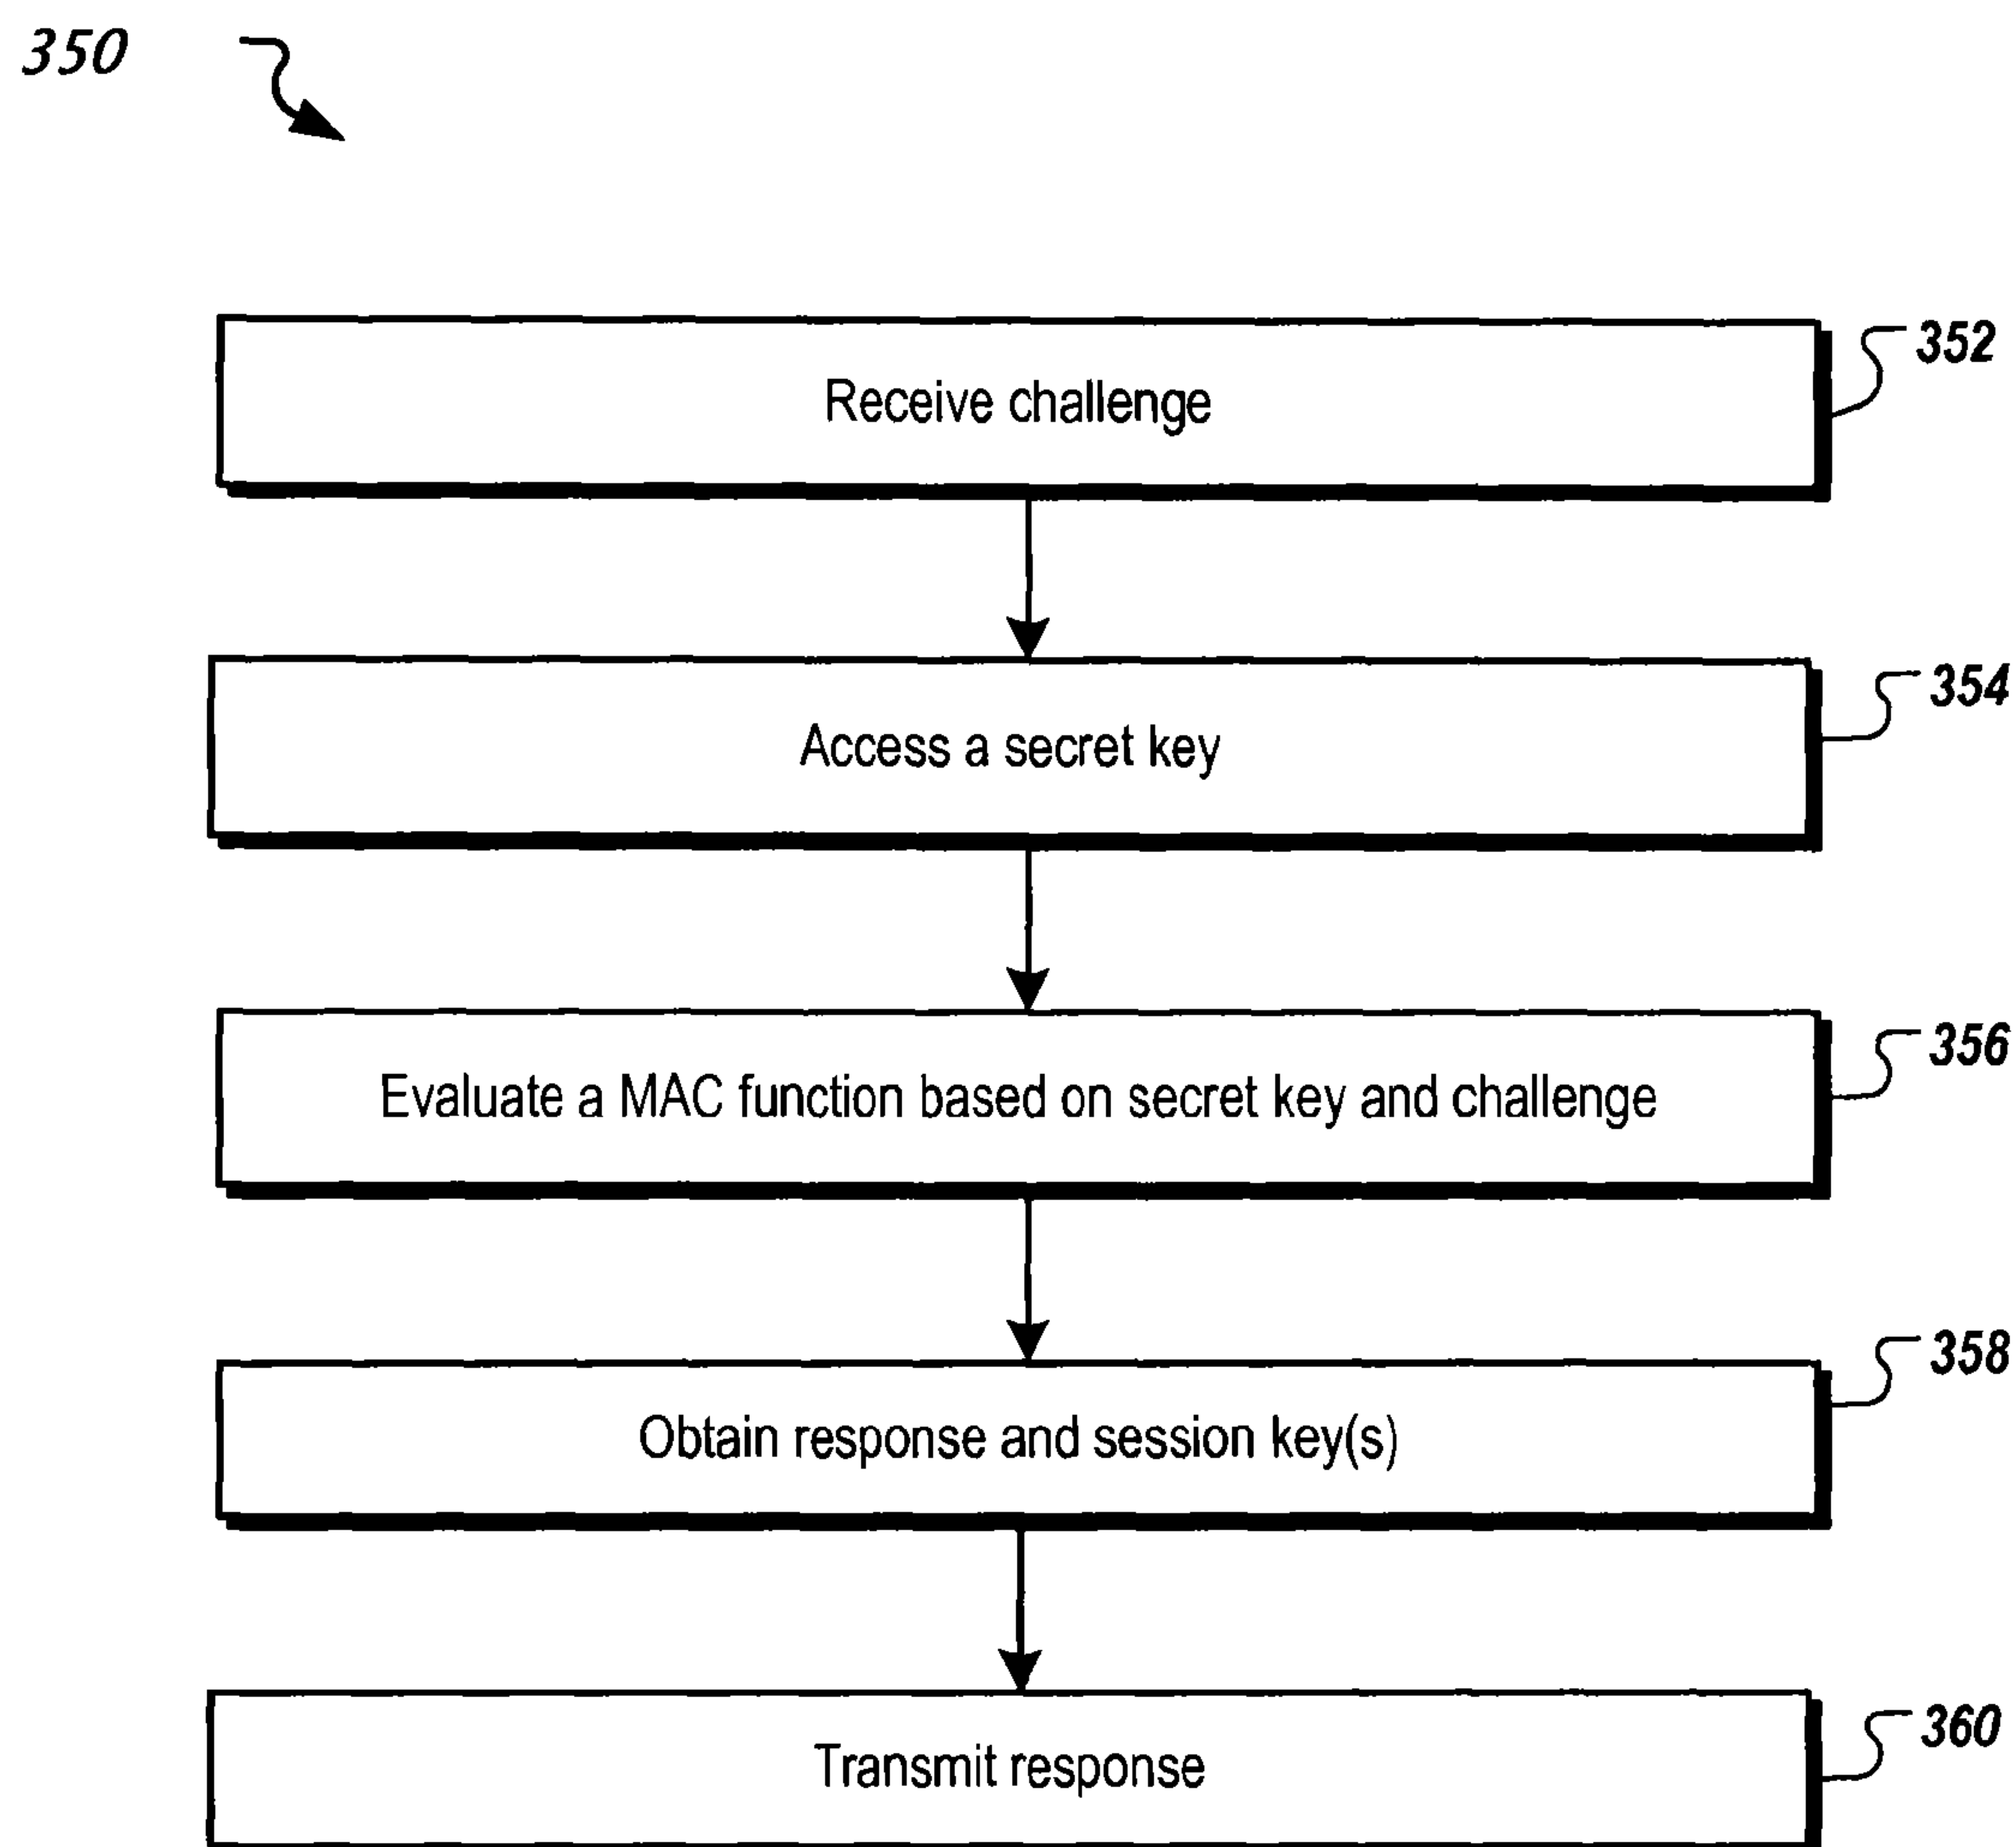 350
Receive challenge
352
Access a secret key
354
Evaluate a MAC function based on secret key and challenge
356
Obtain response and session key(s)
358
Transmit response
360